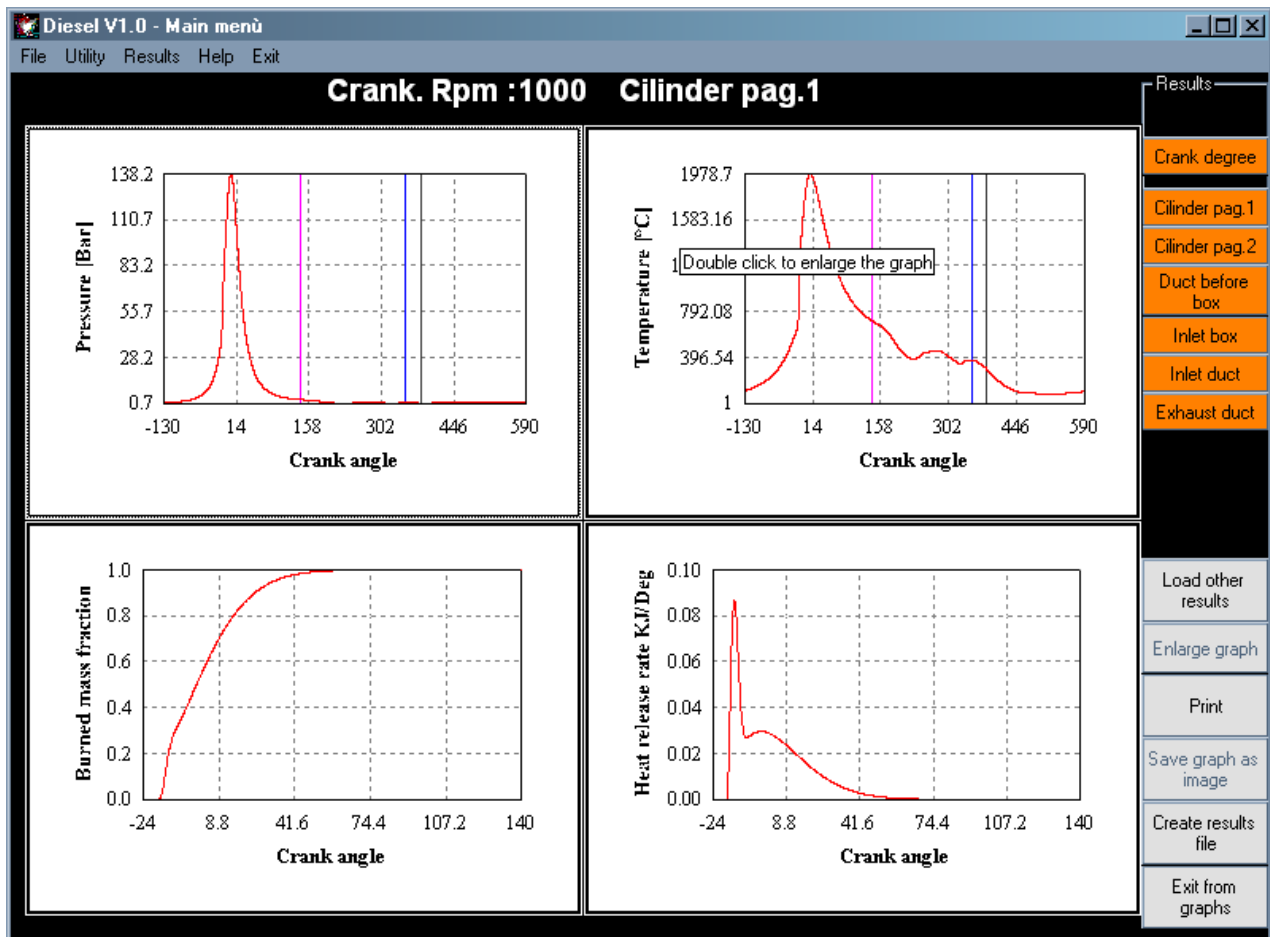 Diesel V1.0 - Main menù
File Utility Results Help Exit
Crank. Rpm :1000 Cilinder pag.1
138.2
110.7
83.2
55.7
28.2
0.7
Pressure [Bar]
-130 14 158 302 446 590
Crank angle
1978.7
1583.16
1
792.08
396.54
1
Temperature [°C]
Double click to enlarge the graph
-130 14 158 302 446 590
Crank angle
1.0
0.8
0.6
0.4
0.2
0.0
Burned mass fraction
-24 8.8 41.6 74.4 107.2 140
Crank angle
0.10
0.08
0.06
0.04
0.02
0.00
Heat release rate KJ/Deg
-24 8.8 41.6 74.4 107.2 140
Crank angle
Results
Crank degree
Cilinder pag.1
Cilinder pag.2
Duct before
box
Inlet box
Inlet duct
Exhaust duct
Load other
results
Enlarge graph
Print
Save graph as
image
Create results
file
Exit from
graphs